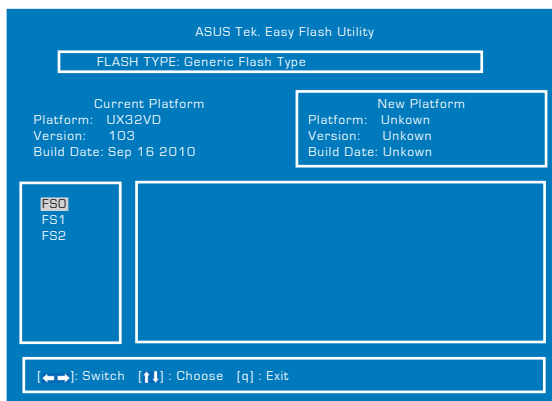 ASUS Tek. Easy Flash Utility
FLASH TYPE: Generic Flash Type
Current Platform
Platform: UX32VD
Version: 103
Build Date: Sep 16 2010
New Platform
Platform: Unkown
Version: Unkown
Build Date: Unkown
FS0
FS1
FS2
[←→]: Switch [↑↓] : Choose [q] : Exit